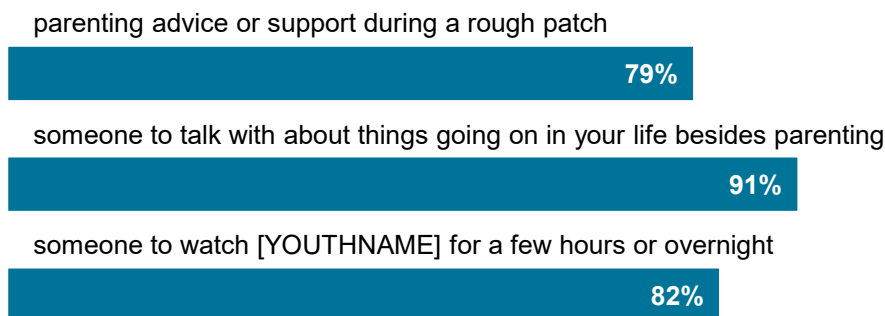 parenting advice or support during a rough patch
79%
someone to talk with about things going on in your life besides parenting
91%
someone to watch [YOUTHNAME] for a few hours or overnight
82%